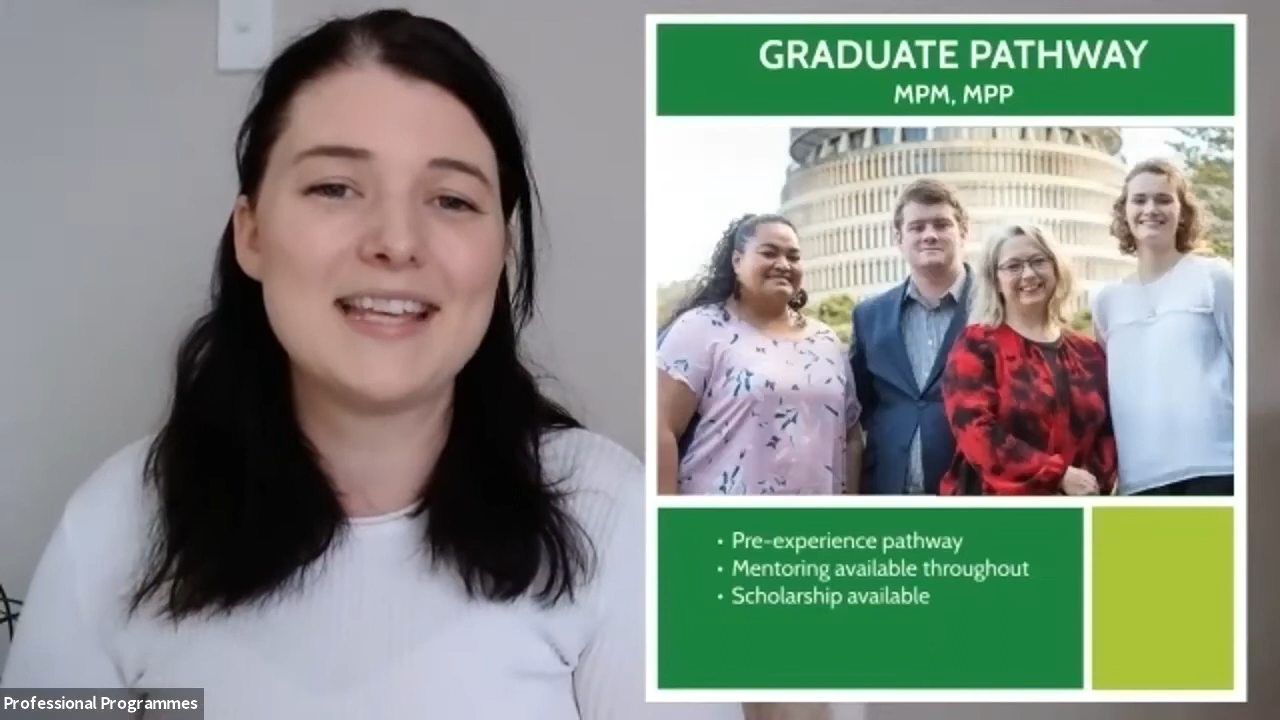 GRADUATE PATHWAY
MPM, MPP
• Pre-experience pathway
• Mentoring available throughout
• Scholarship available
Professional Programmes